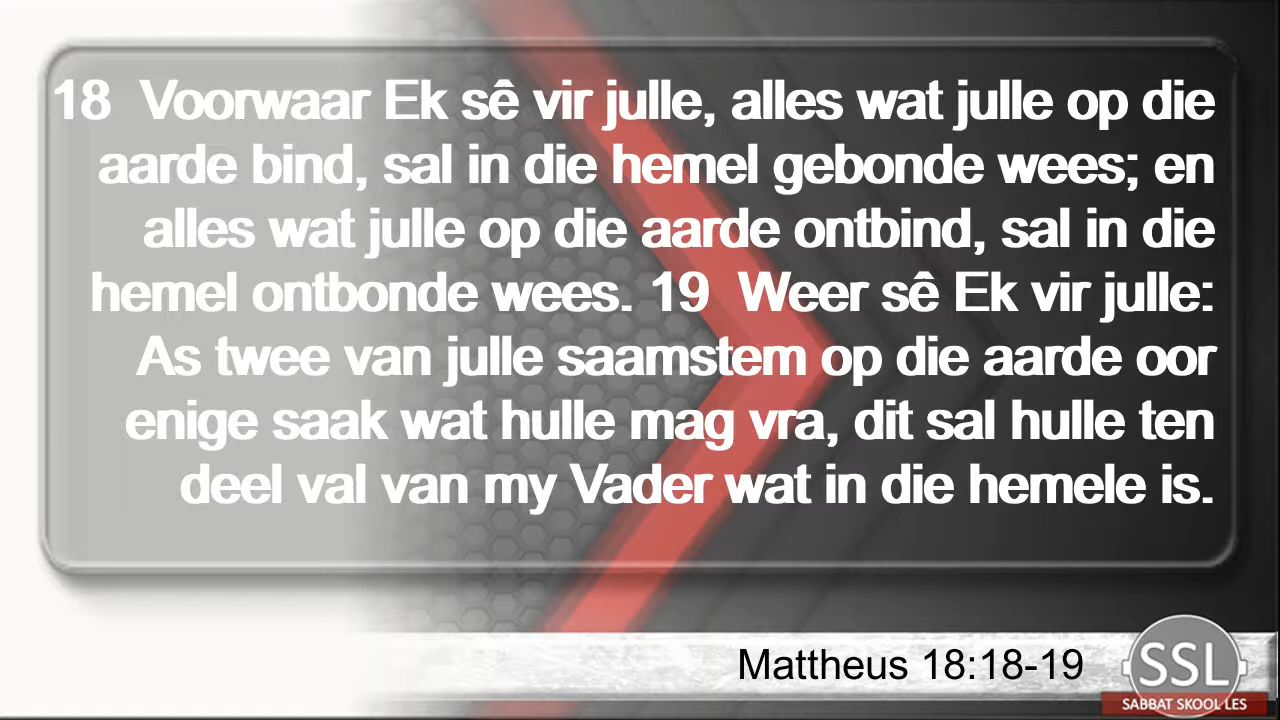 18 Voorwaar Ek sê vir julle, alles wat julle op die
aarde bind, sal in die hemel gebonde wees; en
alles wat julle op die aarde ontbind, sal in die
hemel ontbonde wees. 19 Weer sê Ek vir julle:
As twee van julle saamstem op die aarde oor
enige saak wat hulle mag vra, dit sal hulle ten
deel val van my Vader wat in die hemele is.
Mattheus 18:18-19
SSL
SABBAT SKOOL LES